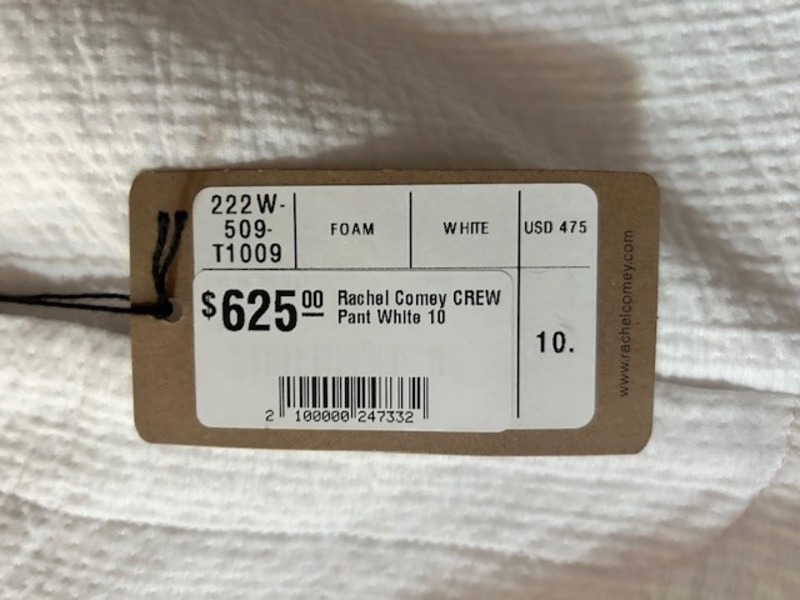 222W-
509-
T1009
FOAM
WHITE
USD 475
$625.00 Rachel Comey CREW
Pant White 10
10.
2 100000 247332
www.rachelcomey.com